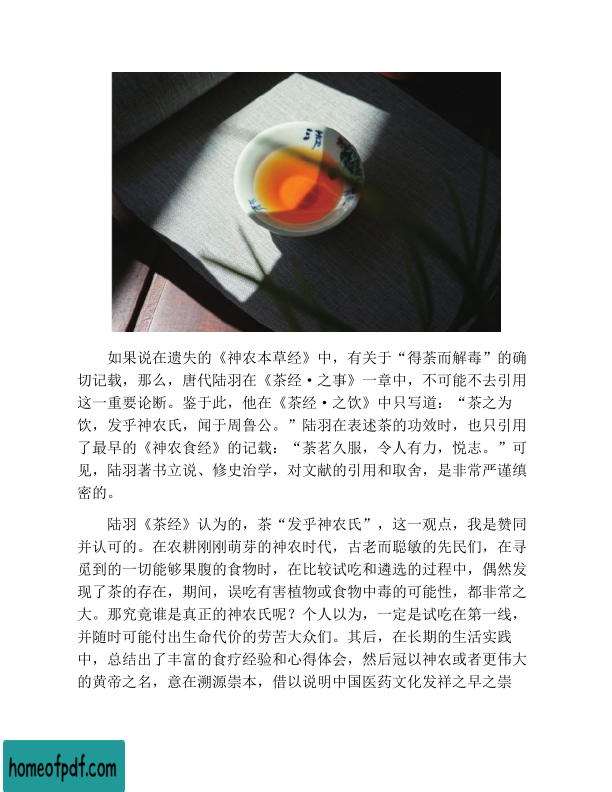 如果说在遗失的《神农本草经》中，有关于“得荼而解毒”的确
切记载，那么，唐代陆羽在《茶经·之事》一章中，不可能不去引用
这一重要论断。鉴于此，他在《茶经·之饮》中只写道：“茶之为
饮，发乎神农氏，闻于周鲁公。”陆羽在表述茶的功效时，也只引用
了最早的《神农食经》的记载：“荼茗久服，令人有力，悦志。”可
见，陆羽著书立说、修史治学，对文献的引用和取舍，是非常严谨缜
密的。
陆羽《茶经》认为的，茶“发乎神农氏”，这一观点，我是赞同
并认可的。在农耕刚刚萌芽的神农时代，古老而聪敏的先民们，在寻
觅到的一切能够果腹的食物时，在比较试吃和遴选的过程中，偶然发
现了茶的存在，期间，误吃有害植物或食物中毒的可能性，都非常之
大。那究竟谁是真正的神农氏呢？个人以为，一定是试吃在第一线，
并随时可能付出生命代价的劳苦大众们。其后，在长期的生活实践
中，总结出了丰富的食疗经验和心得体会，然后冠以神农或者更伟大
的黄帝之名，意在溯源崇本，借以说明中国医药文化发祥之早之崇
homeofpdf.com